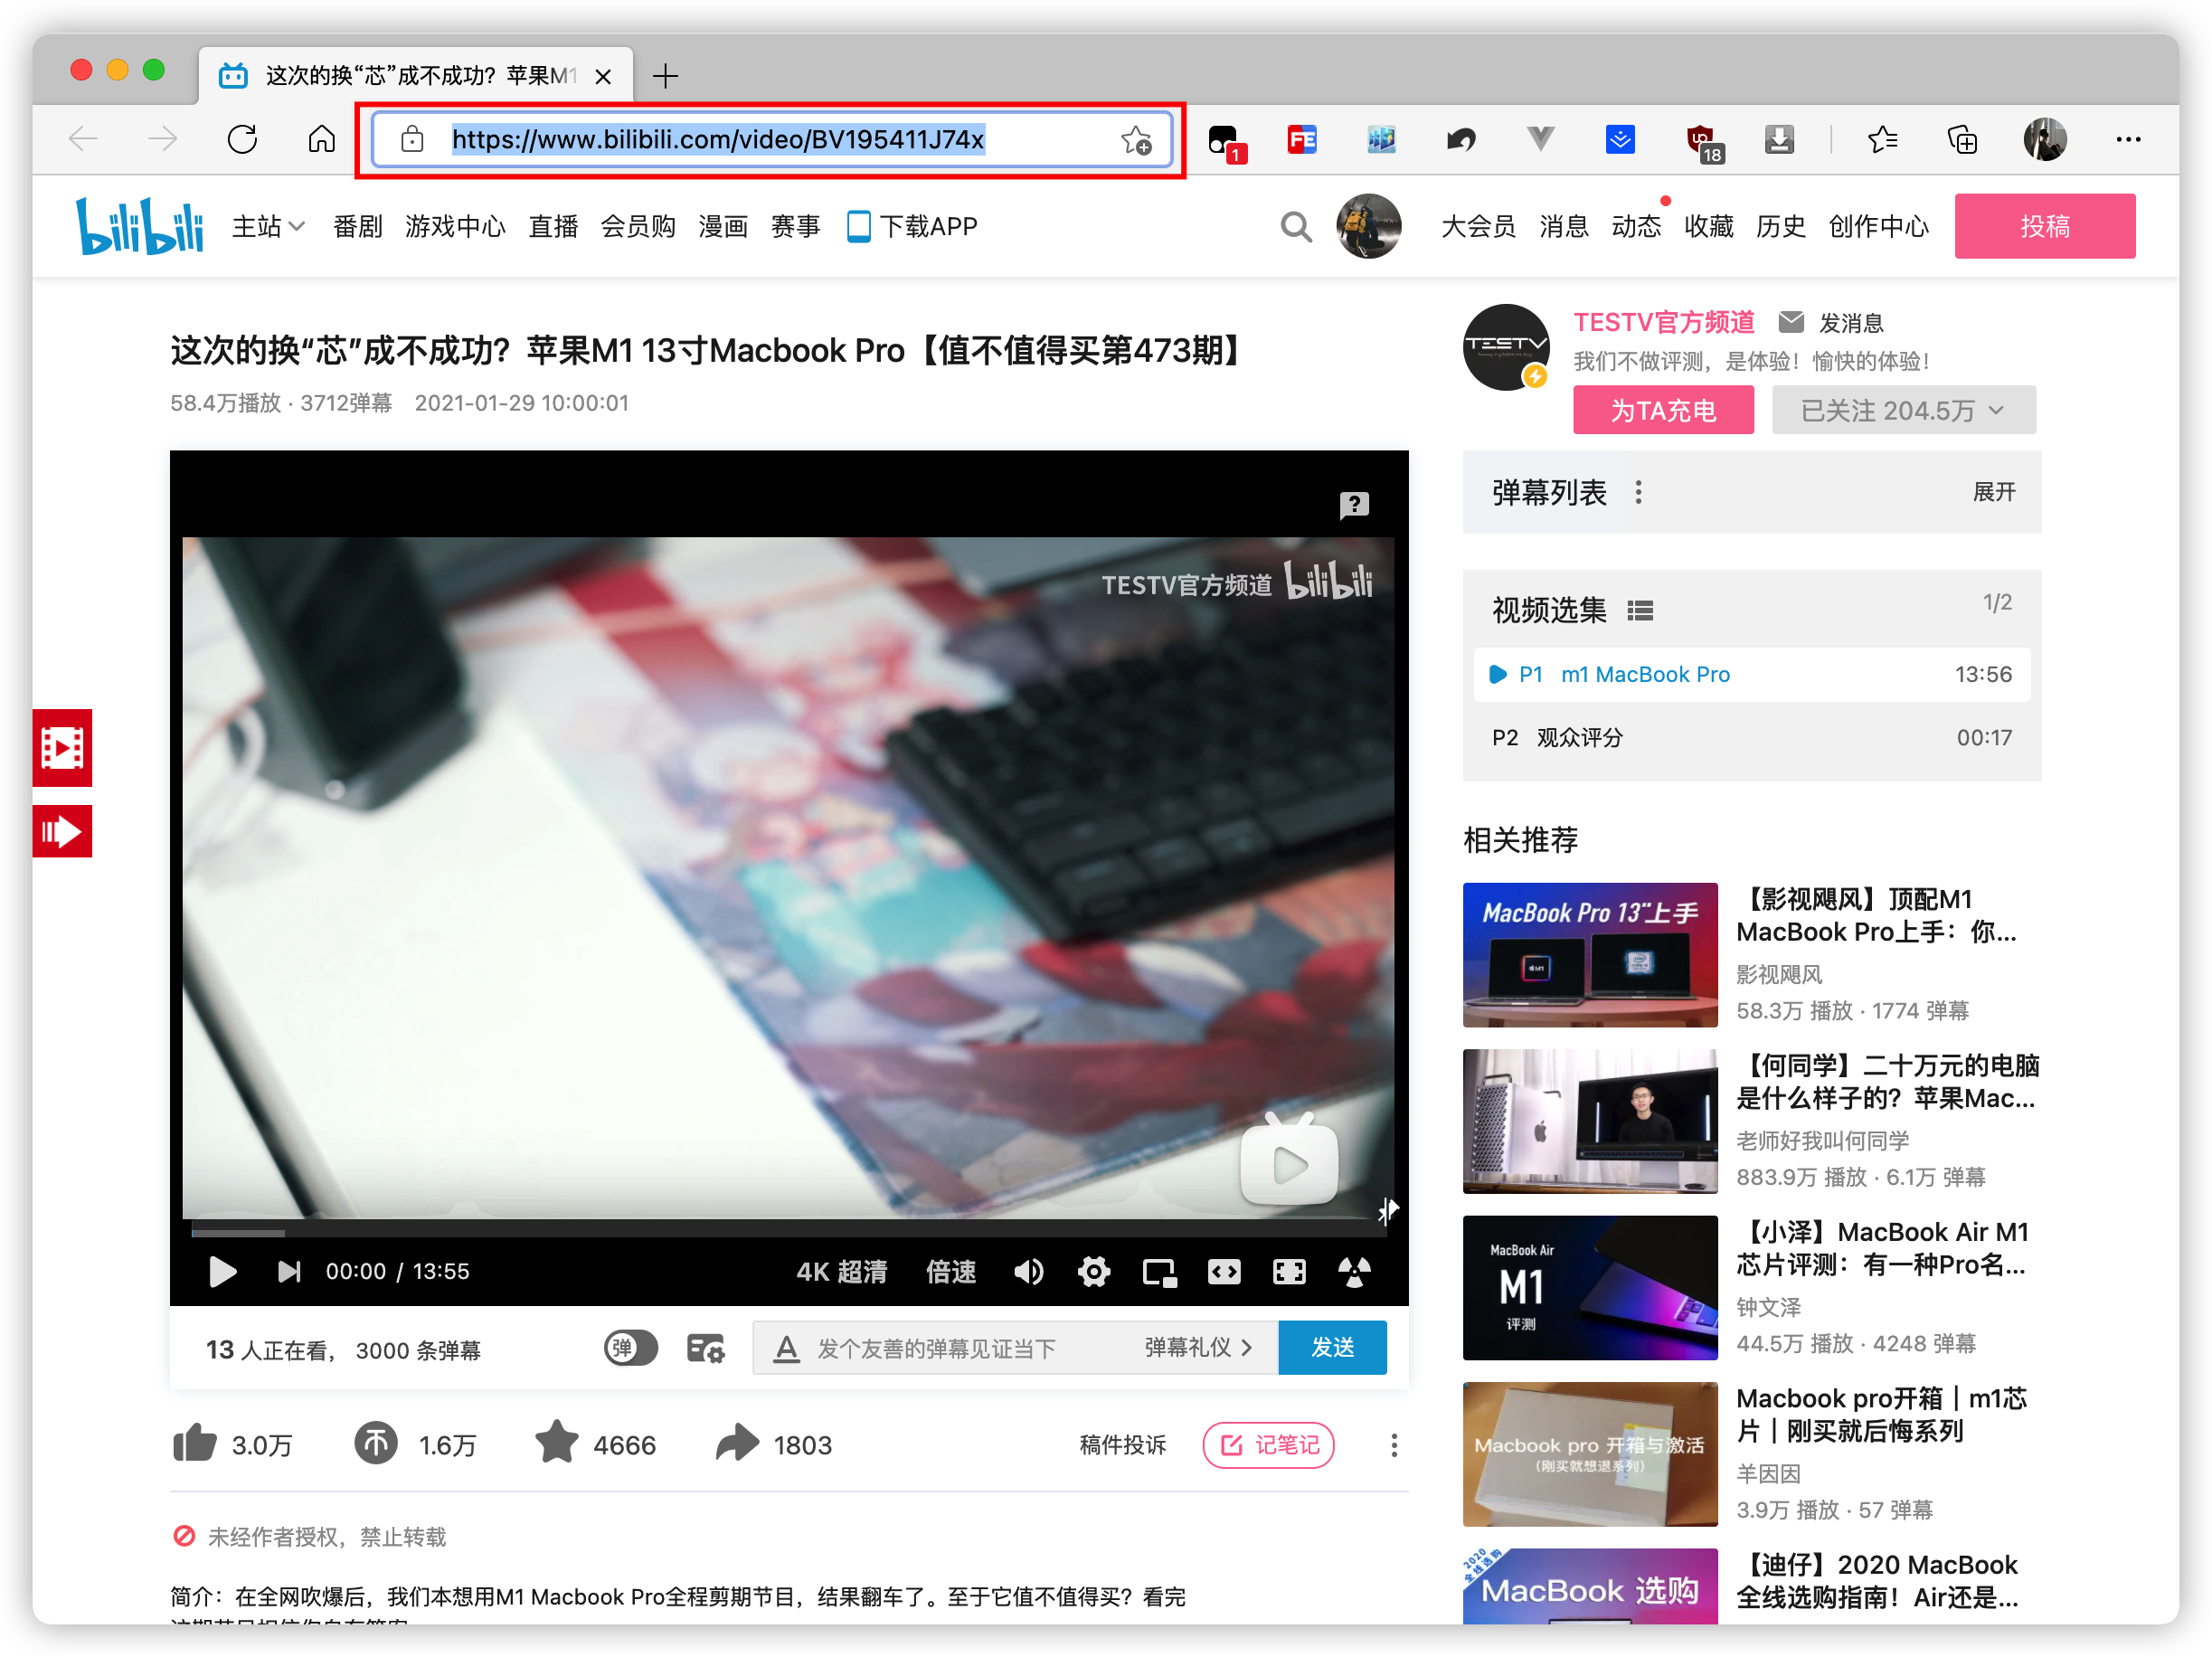 这次的换“芯”成不成功？苹果M1
https://www.bilibili.com/video/BV195411J74x
1
FE
18
bilibili 主站 番剧 游戏中心 直播 会员购 漫画 赛事 下载APP
大会员 消息 动态 收藏 历史 创作中心 投稿
这次的换“芯”成不成功？苹果M1 13寸Macbook Pro【值不值得买第473期】
58.4万播放 · 3712弹幕 2021-01-29 10:00:01
TESTV
TESTV官方频道 发消息
我们不做评测，是体验！愉快的体验！
为TA充电 已关注 204.5万
弹幕列表 展开
TESTV官方频道 bilibili
视频选集 1/2
P1 m1 MacBook Pro 13:56
P2 观众评分 00:17
00:00 / 13:55 4K 超清 倍速
13 人正在看， 3000 条弹幕 弹 发个友善的弹幕见证当下 弹幕礼仪 发送
3.0万 1.6万 4666 1803 稿件投诉 记笔记
未经作者授权，禁止转载
简介：在全网吹爆后，我们本想用M1 Macbook Pro全程剪期节目，结果翻车了。至于它值不值得买？看完
相关推荐
MacBook Pro 13"上手
M1
【影视飓风】顶配M1
MacBook Pro上手：你...
影视飓风
58.3万 播放 · 1774 弹幕
【何同学】二十万元的电脑
是什么样子的？苹果Mac...
老师好我叫何同学
883.9万 播放 · 6.1万 弹幕
MacBook Air
M1
评测
【小泽】MacBook Air M1
芯片评测：有一种Pro名...
钟文泽
44.5万 播放 · 4248 弹幕
Macbook pro 开箱与激活
（刚买就想退系列）
Macbook pro开箱｜m1芯
片｜刚买就后悔系列
羊因因
3.9万 播放 · 57 弹幕
2020
全线选购
MacBook 选购
【迪仔】2020 MacBook
全线选购指南！Air还是...